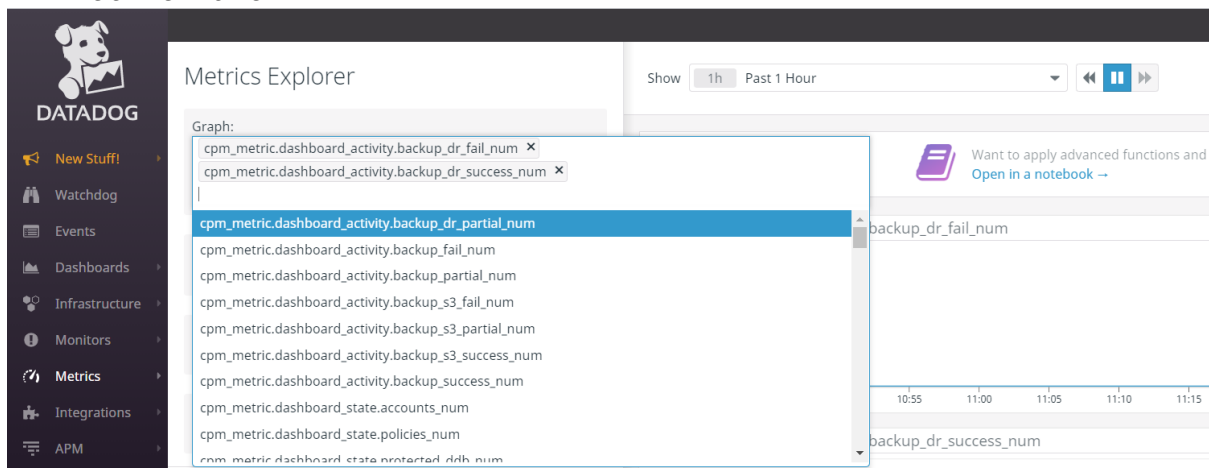 DATADOG
New Stuff!
Watchdog
Events
Dashboards
Infrastructure
Monitors
Metrics
Integrations
APM
Metrics Explorer
Graph:
cpm_metric.dashboard_activity.backup_dr_fail_num ×
cpm_metric.dashboard_activity.backup_dr_success_num ×
cpm_metric.dashboard_activity.backup_dr_partial_num
cpm_metric.dashboard_activity.backup_fail_num
cpm_metric.dashboard_activity.backup_partial_num
cpm_metric.dashboard_activity.backup_s3_fail_num
cpm_metric.dashboard_activity.backup_s3_partial_num
cpm_metric.dashboard_activity.backup_s3_success_num
cpm_metric.dashboard_activity.backup_success_num
cpm_metric.dashboard_state.accounts_num
cpm_metric.dashboard_state.policies_num
cpm_metric.dashboard_state.protected_ddb_num
Show 1h Past 1 Hour
Want to apply advanced functions and
Open in a notebook →
backup_dr_fail_num
10:55 11:00 11:05 11:10 11:15
backup_dr_success_num